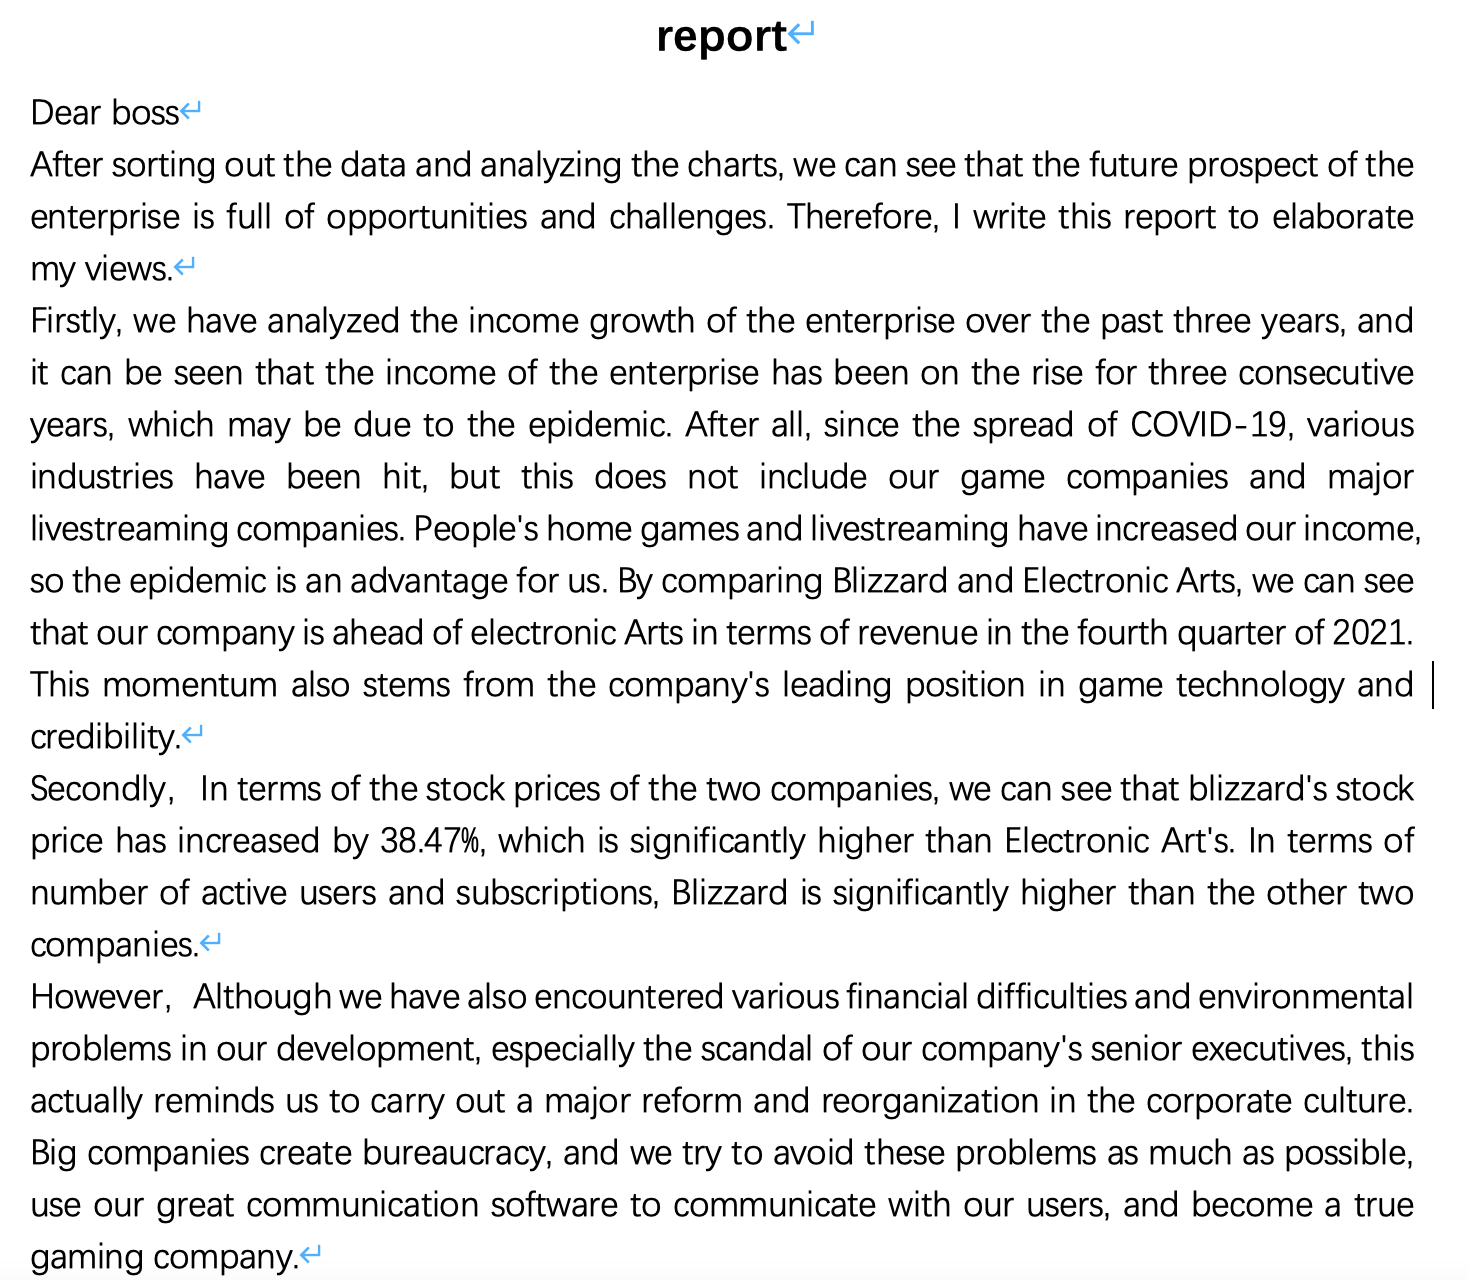 report
Dear boss
After sorting out the data and analyzing the charts, we can see that the future prospect of the
enterprise is full of opportunities and challenges. Therefore, I write this report to elaborate
my views.
Firstly, we have analyzed the income growth of the enterprise over the past three years, and
it can be seen that the income of the enterprise has been on the rise for three consecutive
years, which may be due to the epidemic. After all, since the spread of COVID-19, various
industries have been hit, but this does not include our game companies and major
livestreaming companies. People's home games and livestreaming have increased our income,
so the epidemic is an advantage for us. By comparing Blizzard and Electronic Arts, we can see
that our company is ahead of electronic Arts in terms of revenue in the fourth quarter of 2021.
This momentum also stems from the company's leading position in game technology and
credibility.
Secondly,  In terms of the stock prices of the two companies, we can see that blizzard's stock
price has increased by 38.47%, which is significantly higher than Electronic Art's. In terms of
number of active users and subscriptions, Blizzard is significantly higher than the other two
companies.
However,  Although we have also encountered various financial difficulties and environmental
problems in our development, especially the scandal of our company's senior executives, this
actually reminds us to carry out a major reform and reorganization in the corporate culture.
Big companies create bureaucracy, and we try to avoid these problems as much as possible,
use our great communication software to communicate with our users, and become a true
gaming company.